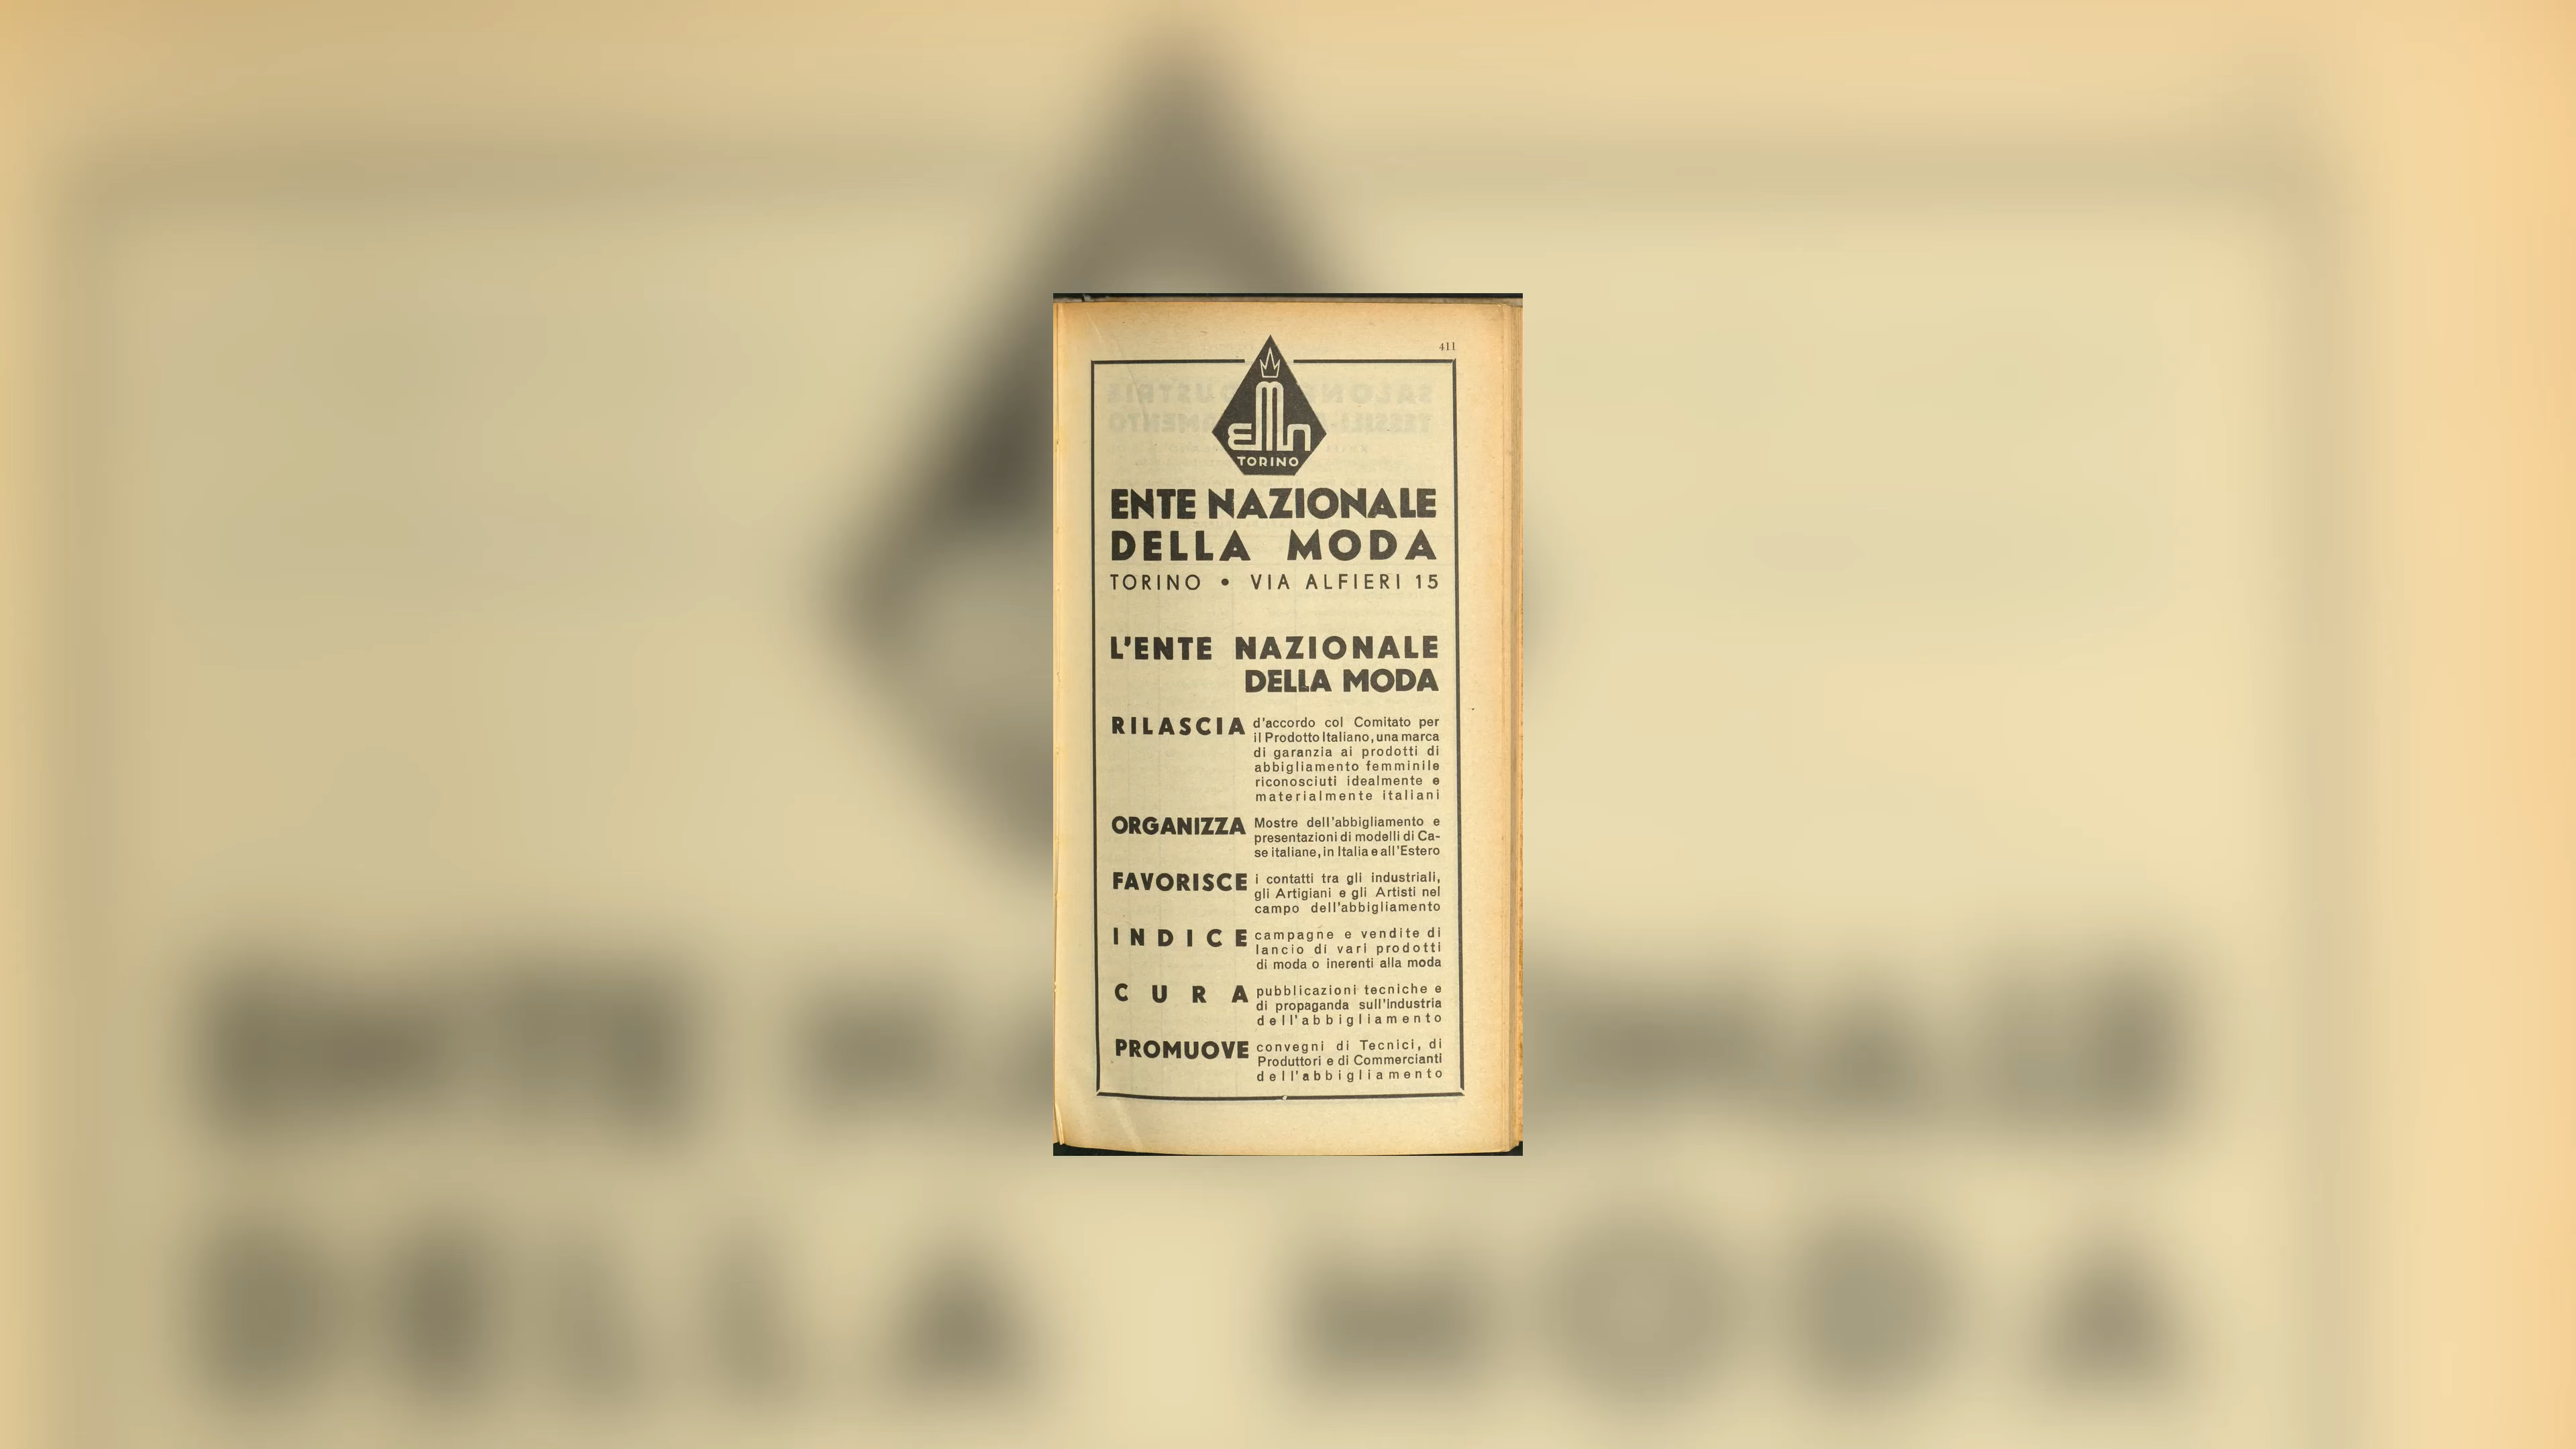 411
TORINO
ENTE NAZIONALE
DELLA MODA
TORINO • VIA ALFIERI 15
L'ENTE NAZIONALE
DELLA MODA
RILASCIA d'accordo col Comitato per
il Prodotto Italiano, una marca
di garanzia ai prodotti di
abbigliamento femminile
riconosciuti idealmente e
materialmente italiani
ORGANIZZA Mostre dell'abbigliamento e
presentazioni di modelli di Ca-
se italiane, in Italia e all'Estero
FAVORISCE i contatti tra gli industriali,
gli Artigiani e gli Artisti nel
campo dell'abbigliamento
INDICE campagne e vendite di
lancio di vari prodotti
di moda o inerenti alla moda
CURA pubblicazioni tecniche e
di propaganda sull'industria
dell'abbigliamento
PROMUOVE convegni di Tecnici, di
Produttori e di Commercianti
dell'abbigliamento